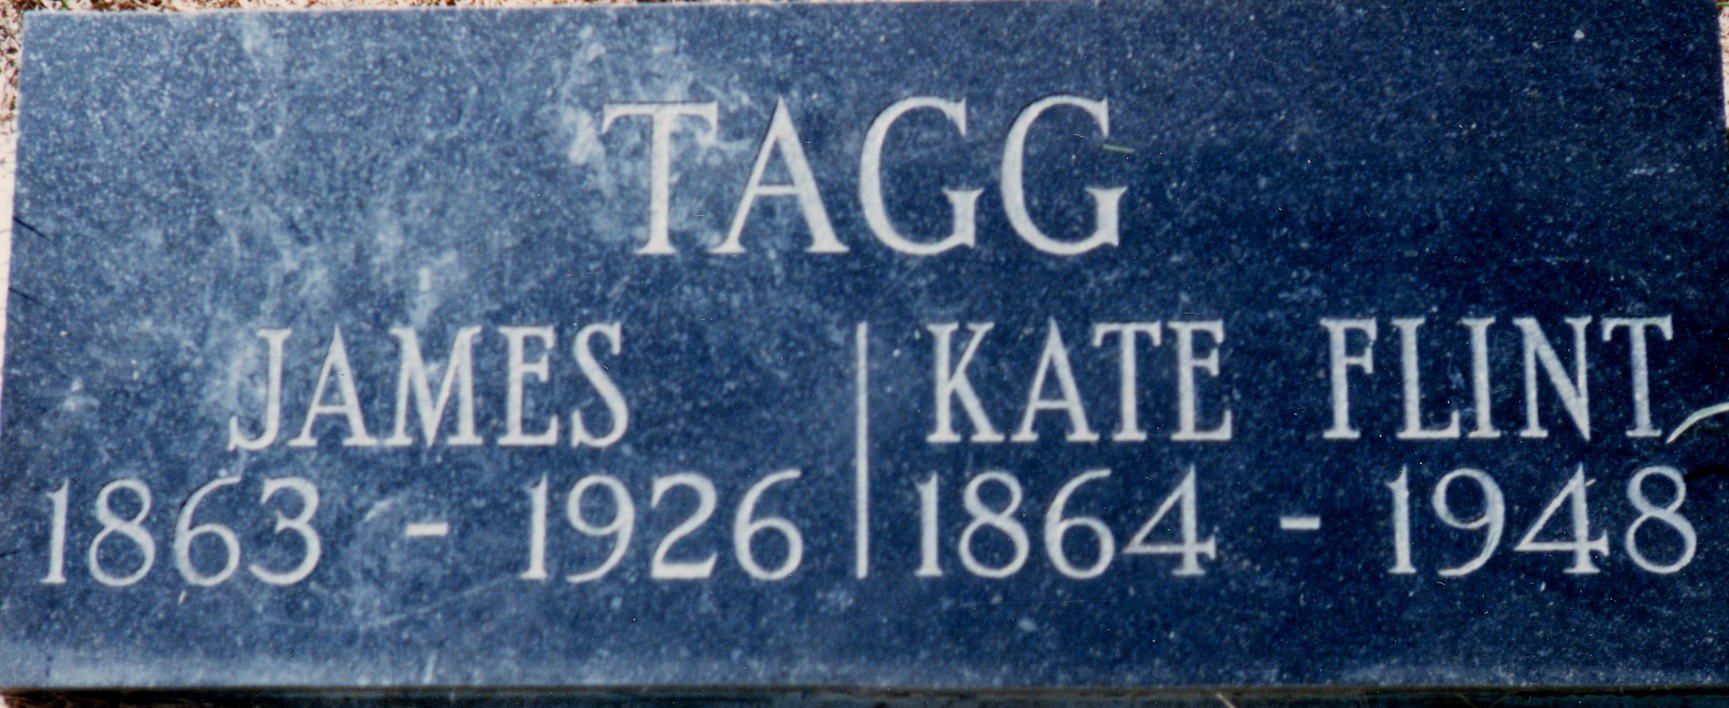 TAGG
JAMES | KATE FLINT
1863 - 1926 | 1864 - 1948